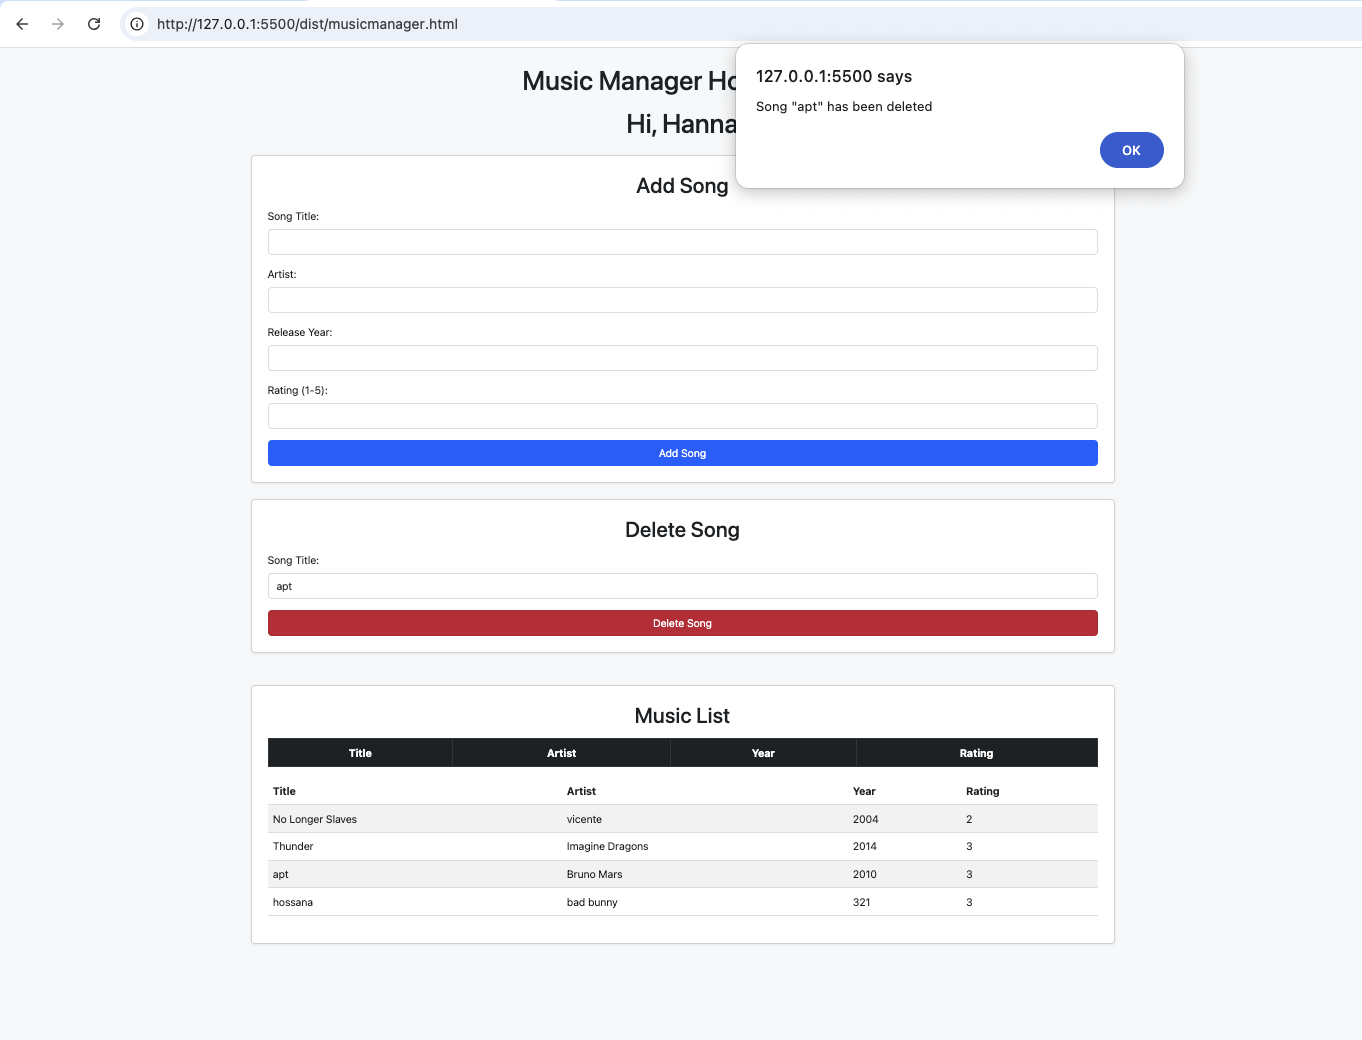 http://127.0.0.1:5500/dist/musicmanager.html
127.0.0.1:5500 says
Song "apt" has been deleted
OK
Music Manager
Hi, Hanna
Add Song
Song Title:
Artist:
Release Year:
Rating (1-5):
Add Song
Delete Song
Song Title:
apt
Delete Song
Music List
Title Artist Year Rating
Title Artist Year Rating
No Longer Slaves vicente 2004 2
Thunder Imagine Dragons 2014 3
apt Bruno Mars 2010 3
hossana bad bunny 321 3